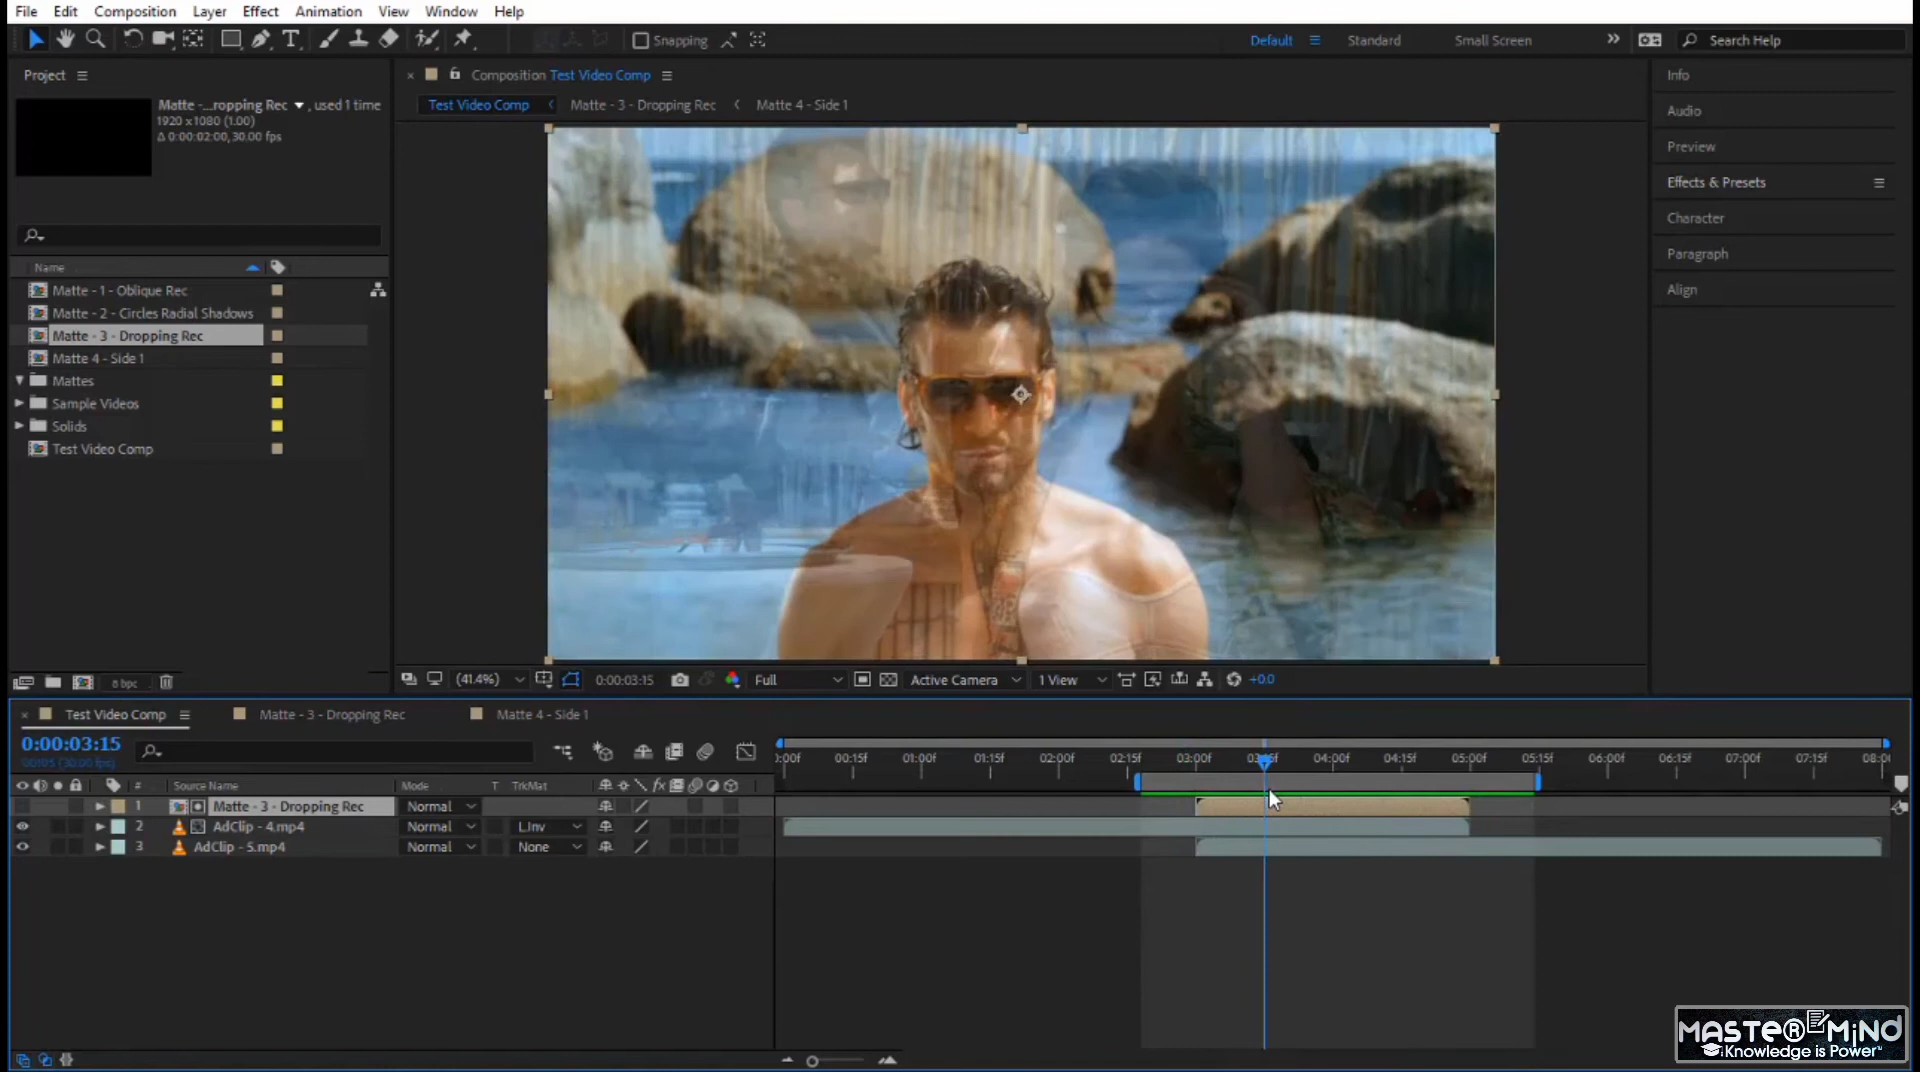 File Edit Composition Layer Effect Animation View Window Help
Snapping Default Standard Small Screen Search Help
Project
Composition Test Video Comp
Info
Matte -...ropping Rec , used 1 time
1920 x1080 (1.00)
Δ 0:00:02:00, 30.00 fps
Test Video Comp Matte - 3 - Dropping Rec Matte 4 - Side 1
Audio
Preview
Effects & Presets
Character
Paragraph
Align
Name
Matte - 1 - Oblique Rec
Matte - 2 - Circles Radial Shadows
Matte - 3 - Dropping Rec
Matte 4 - Side 1
Mattes
Sample Videos
Solids
Test Video Comp
8 bpc
(41.4%) 0:00:03:15 Full Active Camera 1 View +0.0
Test Video Comp Matte - 3 - Dropping Rec Matte 4 - Side 1
0:00:03:15
00105 (30.00 fps)
0:00f 00:15f 01:00f 01:15f 02:00f 02:15f 03:00f 04:00f 04:15f 05:00f 05:15f 06:00f 06:15f 07:00f 07:15f 08:00
# Source Name Mode T TrkMat
1 Matte - 3 - Dropping Rec Normal
2 AdClip - 4.mp4 Normal L.Inv
3 AdClip - 5.mp4 Normal None
MASTER MIND
Knowledge is Power